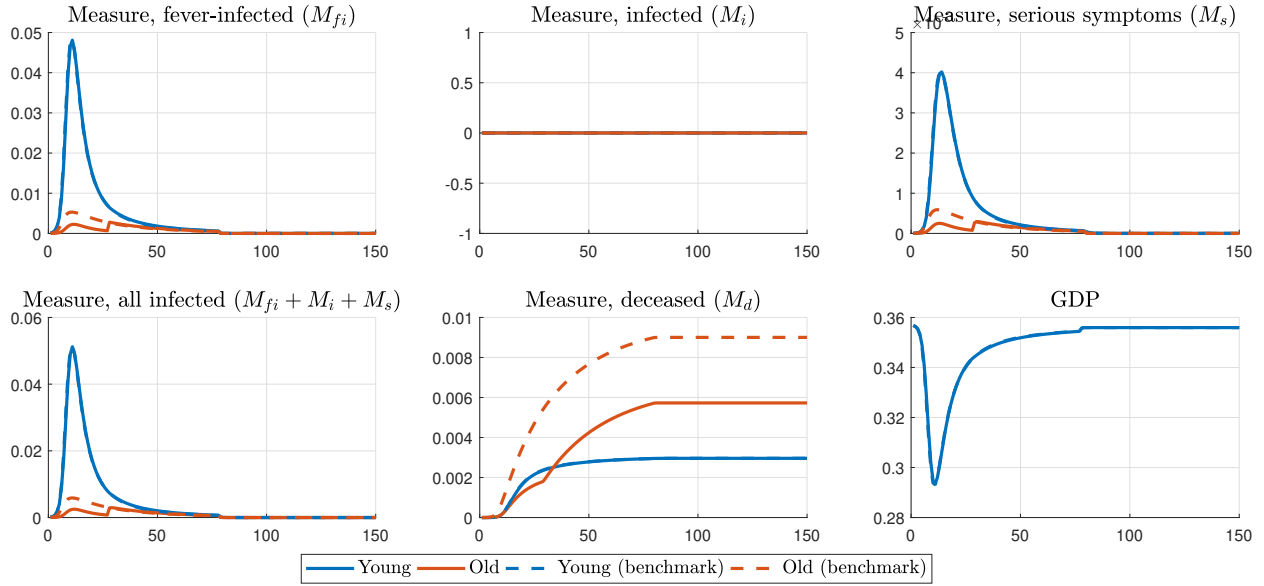 Measure, fever-infected (M_fi)
0.05
0.04
0.03
0.02
0.01
0
0 50 100 150
Measure, infected (M_i)
1
0.5
0
-0.5
-1
0 50 100 150
Measure, serious symptoms (M_s)
5
4
3
2
1
0
0 50 100 150
Measure, all infected (M_fi + M_i + M_s)
0.06
0.04
0.02
0
0 50 100 150
Measure, deceased (M_d)
0.01
0.008
0.006
0.004
0.002
0
0 50 100 150
GDP
0.36
0.34
0.32
0.3
0.28
0 50 100 150
Young Old Young (benchmark) Old (benchmark)